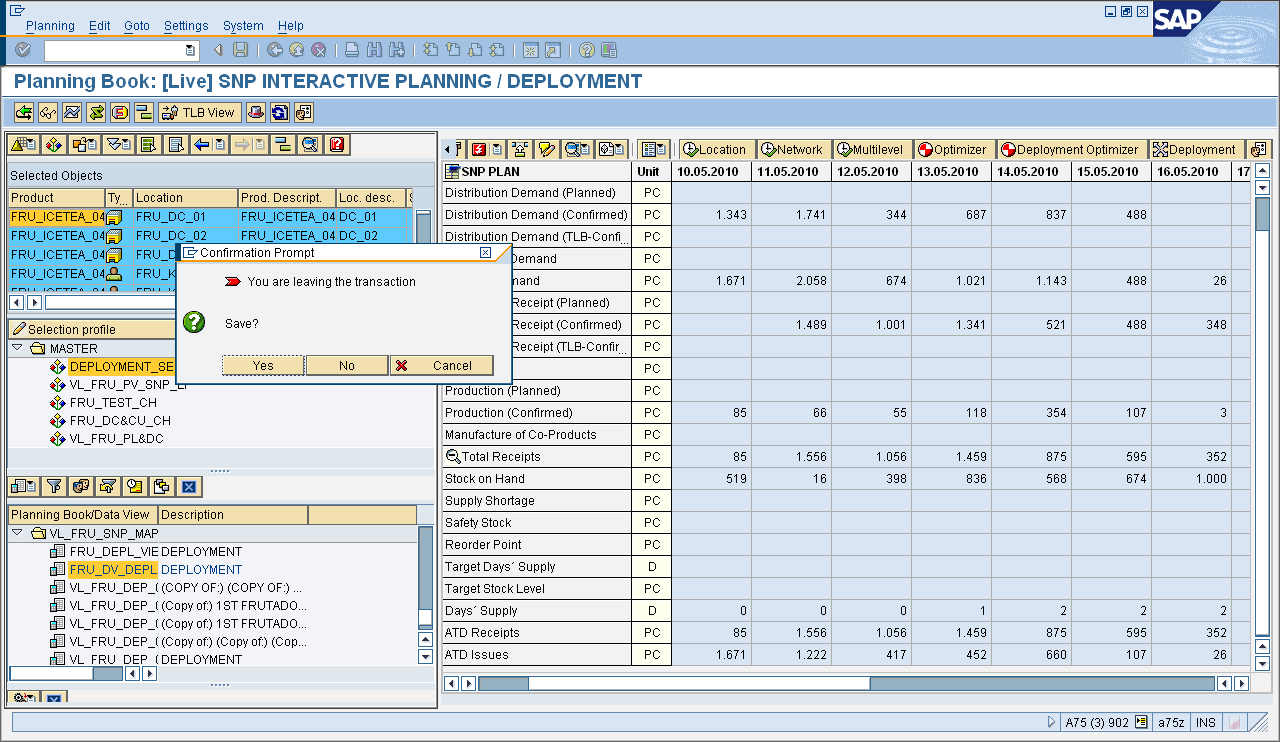 Planning Edit Goto Settings System Help
SAP
Planning Book: [Live] SNP INTERACTIVE PLANNING / DEPLOYMENT
TLB View
Selected Objects
Product Ty... Location Prod. Descript. Loc. desc.
FRU_ICETEA_04 FRU_DC_01 FRU_ICETEA_04 DC_01
FRU_ICETEA_04 FRU_DC_02 FRU_ICETEA_04 DC_02
FRU_ICETEA_04 FRU_D
FRU_ICETEA_04 FRU_K
Confirmation Prompt
You are leaving the transaction
Save?
Yes No Cancel
Selection profile
MASTER
DEPLOYMENT_SE
VL_FRU_PV_SNP_
FRU_TEST_CH
FRU_DC&CU_CH
VL_FRU_PL&DC
Planning Book/Data View Description
VL_FRU_SNP_MAP
FRU_DEPL_VIE DEPLOYMENT
FRU_DV_DEPL DEPLOYMENT
VL_FRU_DEP_( (COPY OF:) (COPY OF:) ...
VL_FRU_DEP_( (Copy of:) 1ST FRUTADO...
VL_FRU_DEP_( (Copy of:) 1ST FRUTADO...
VL_FRU_DEP_( (Copy of:) (Copy of:) (Cop...
VL_FRU_DEP DEPLOYMENT
Location Network Multilevel Optimizer Deployment Optimizer Deployment
SNP PLAN Unit 10.05.2010 11.05.2010 12.05.2010 13.05.2010 14.05.2010 15.05.2010 16.05.2010 17
Distribution Demand (Planned) PC
Distribution Demand (Confirmed) PC 1.343 1.741 344 687 837 488
Distribution Demand (TLB-Confi... PC
Demand PC
mand PC 1.671 2.058 674 1.021 1.143 488 26
Receipt (Planned) PC
Receipt (Confirmed) PC 1.489 1.001 1.341 521 488 348
Receipt (TLB-Confir... PC
PC
Production (Planned) PC
Production (Confirmed) PC 85 66 55 118 354 107 3
Manufacture of Co-Products PC
Total Receipts PC 85 1.556 1.056 1.459 875 595 352
Stock on Hand PC 519 16 398 836 568 674 1.000
Supply Shortage PC
Safety Stock PC
Reorder Point PC
Target Days´ Supply D
Target Stock Level PC
Days´ Supply D 0 0 0 1 2 2 2
ATD Receipts PC 85 1.556 1.056 1.459 875 595 352
ATD Issues PC 1.671 1.222 417 452 660 107 26
A75 (3) 902 a75z INS